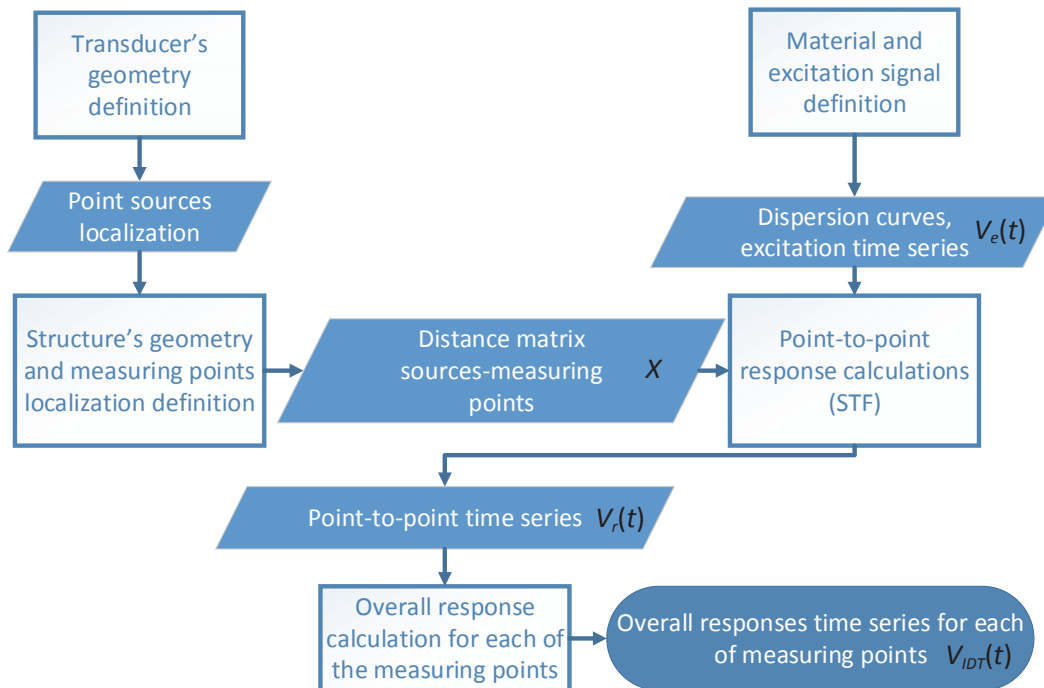 Transducer's
geometry
definition
Material and
excitation signal
definition
Point sources
localization
Dispersion curves,
excitation time series V_e(t)
Structure's geometry
and measuring points
localization definition
Distance matrix
sources-measuring X
points
Point-to-point
response calculations
(STF)
Point-to-point time series V_r(t)
Overall response
calculation for each of
the measuring points
Overall responses time series for each
of measuring points V_IDT(t)